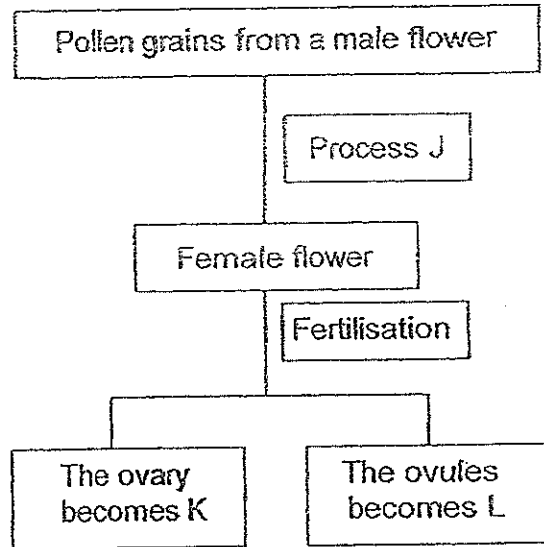 Pollen grains from a male flower
Process J
Female flower
Fertilisation
The ovary
becomes K
The ovules
becomes L